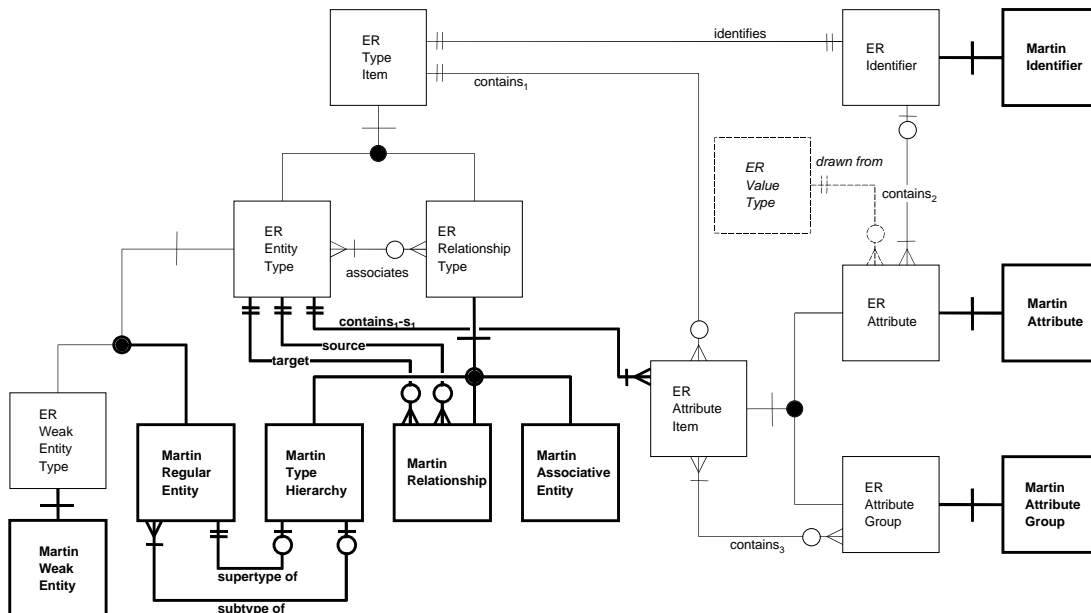 ER
Type
Item
identifies
ER
Identifier
Martin
Identifier
contains1
ER
Value
Type
drawn from
contains2
ER
Entity
Type
associates
ER
Relationship
Type
ER
Attribute
Martin
Attribute
contains1-s1
source
target
ER
Attribute
Item
ER
Weak
Entity
Type
Martin
Regular
Entity
Martin
Type
Hierarchy
Martin
Relationship
Martin
Associative
Entity
ER
Attribute
Group
Martin
Attribute
Group
contains3
Martin
Weak
Entity
supertype of
subtype of